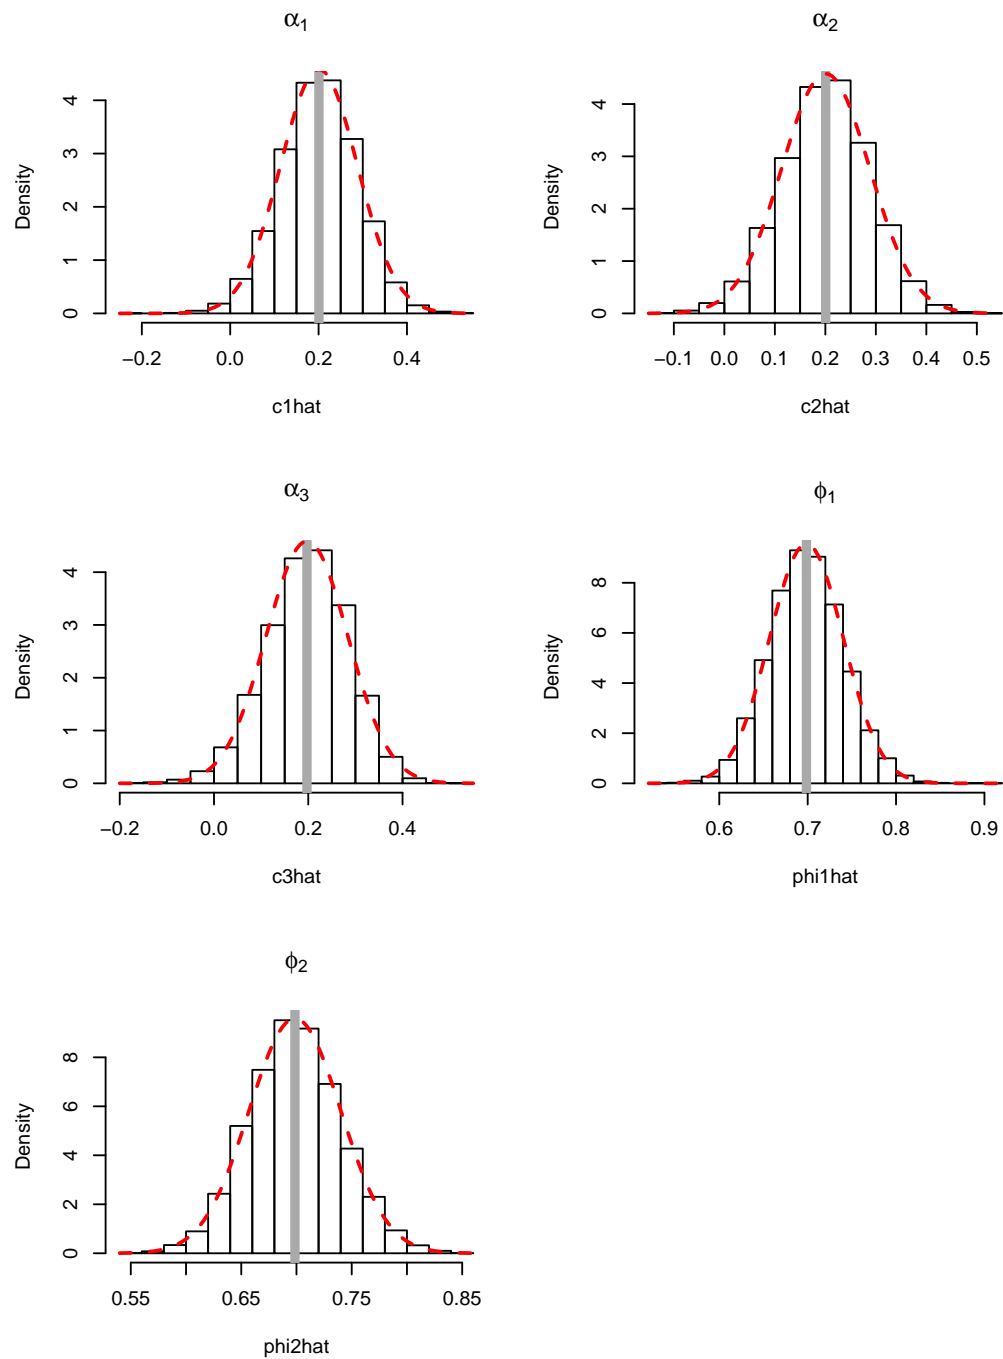 α₁
Density
0 1 2 3 4
−0.2 0.0 0.2 0.4
c1hat
α₂
Density
0 1 2 3 4
−0.1 0.0 0.1 0.2 0.3 0.4 0.5
c2hat
α₃
Density
0 1 2 3 4
−0.2 0.0 0.2 0.4
c3hat
ϕ₁
Density
0 2 4 6 8
0.6 0.7 0.8 0.9
phi1hat
ϕ₂
Density
0 2 4 6 8
0.55 0.65 0.75 0.85
phi2hat